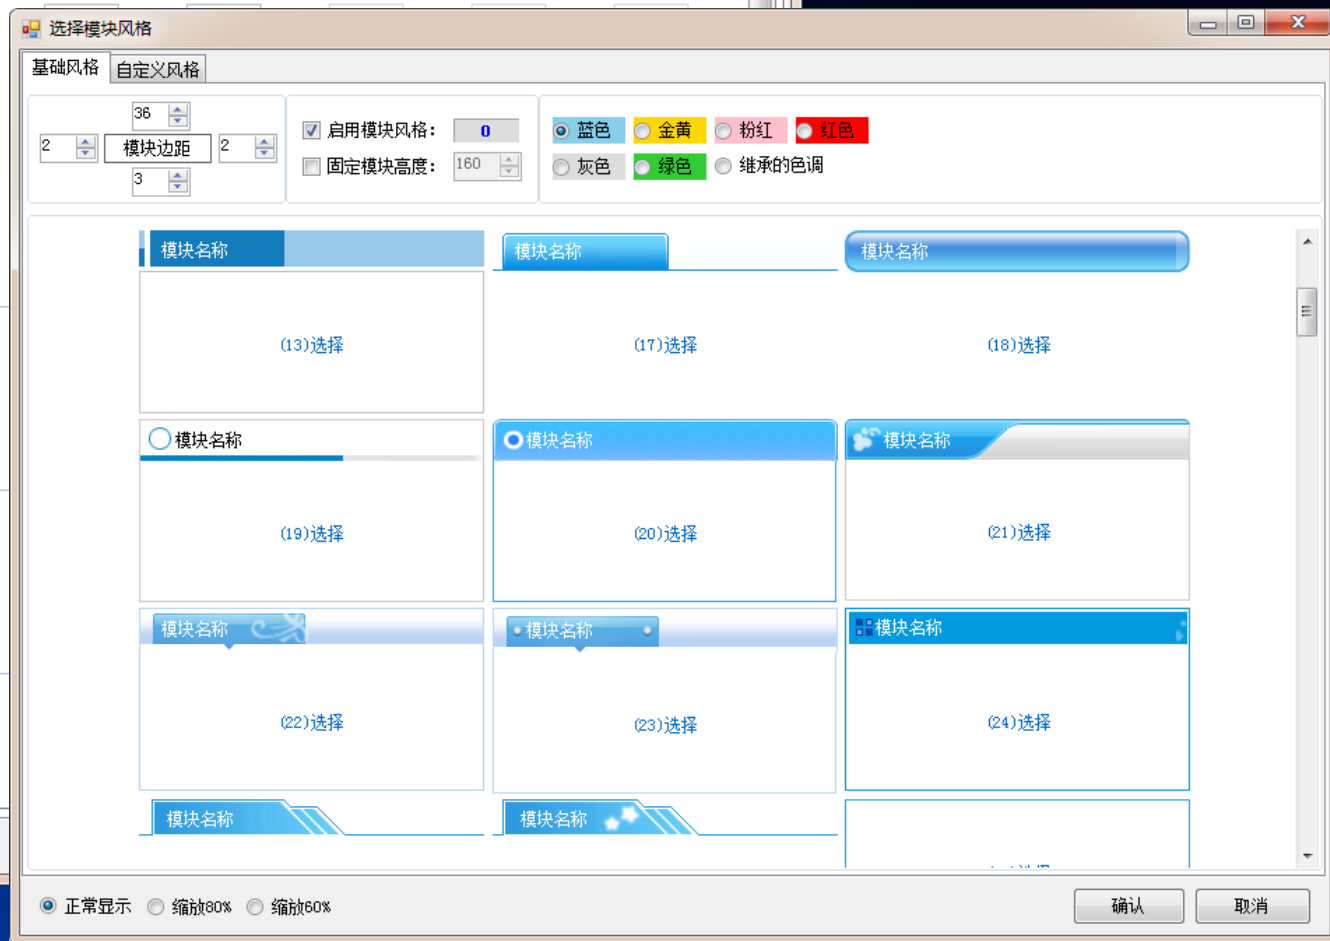 选择模块风格
基础风格 自定义风格
36
2 模块边距 2
3
启用模块风格： 0
固定模块高度： 160
蓝色 金黄 粉红 红色
灰色 绿色 继承的色调
模块名称 模块名称 模块名称
(13)选择 (17)选择 (18)选择
模块名称 模块名称 模块名称
(19)选择 (20)选择 (21)选择
模块名称 模块名称 模块名称
(22)选择 (23)选择 (24)选择
模块名称 模块名称
正常显示 缩放80% 缩放60% 确认 取消